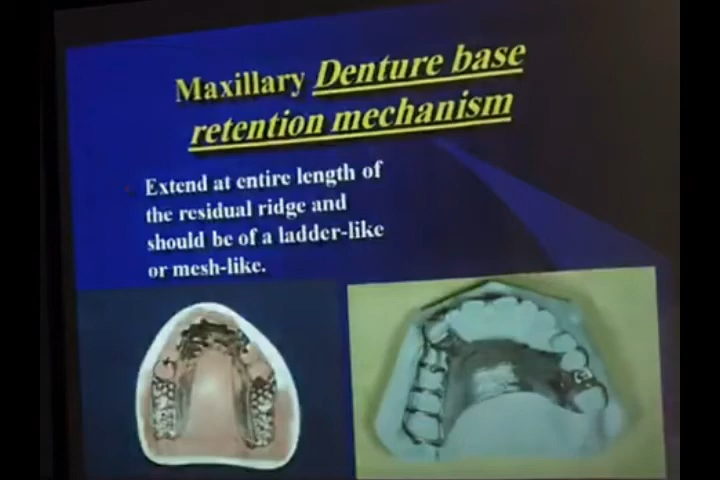 Maxillary Denture base
retention mechanism
Extend at entire length of
the residual ridge and
should be of a ladder-like
or mesh-like.